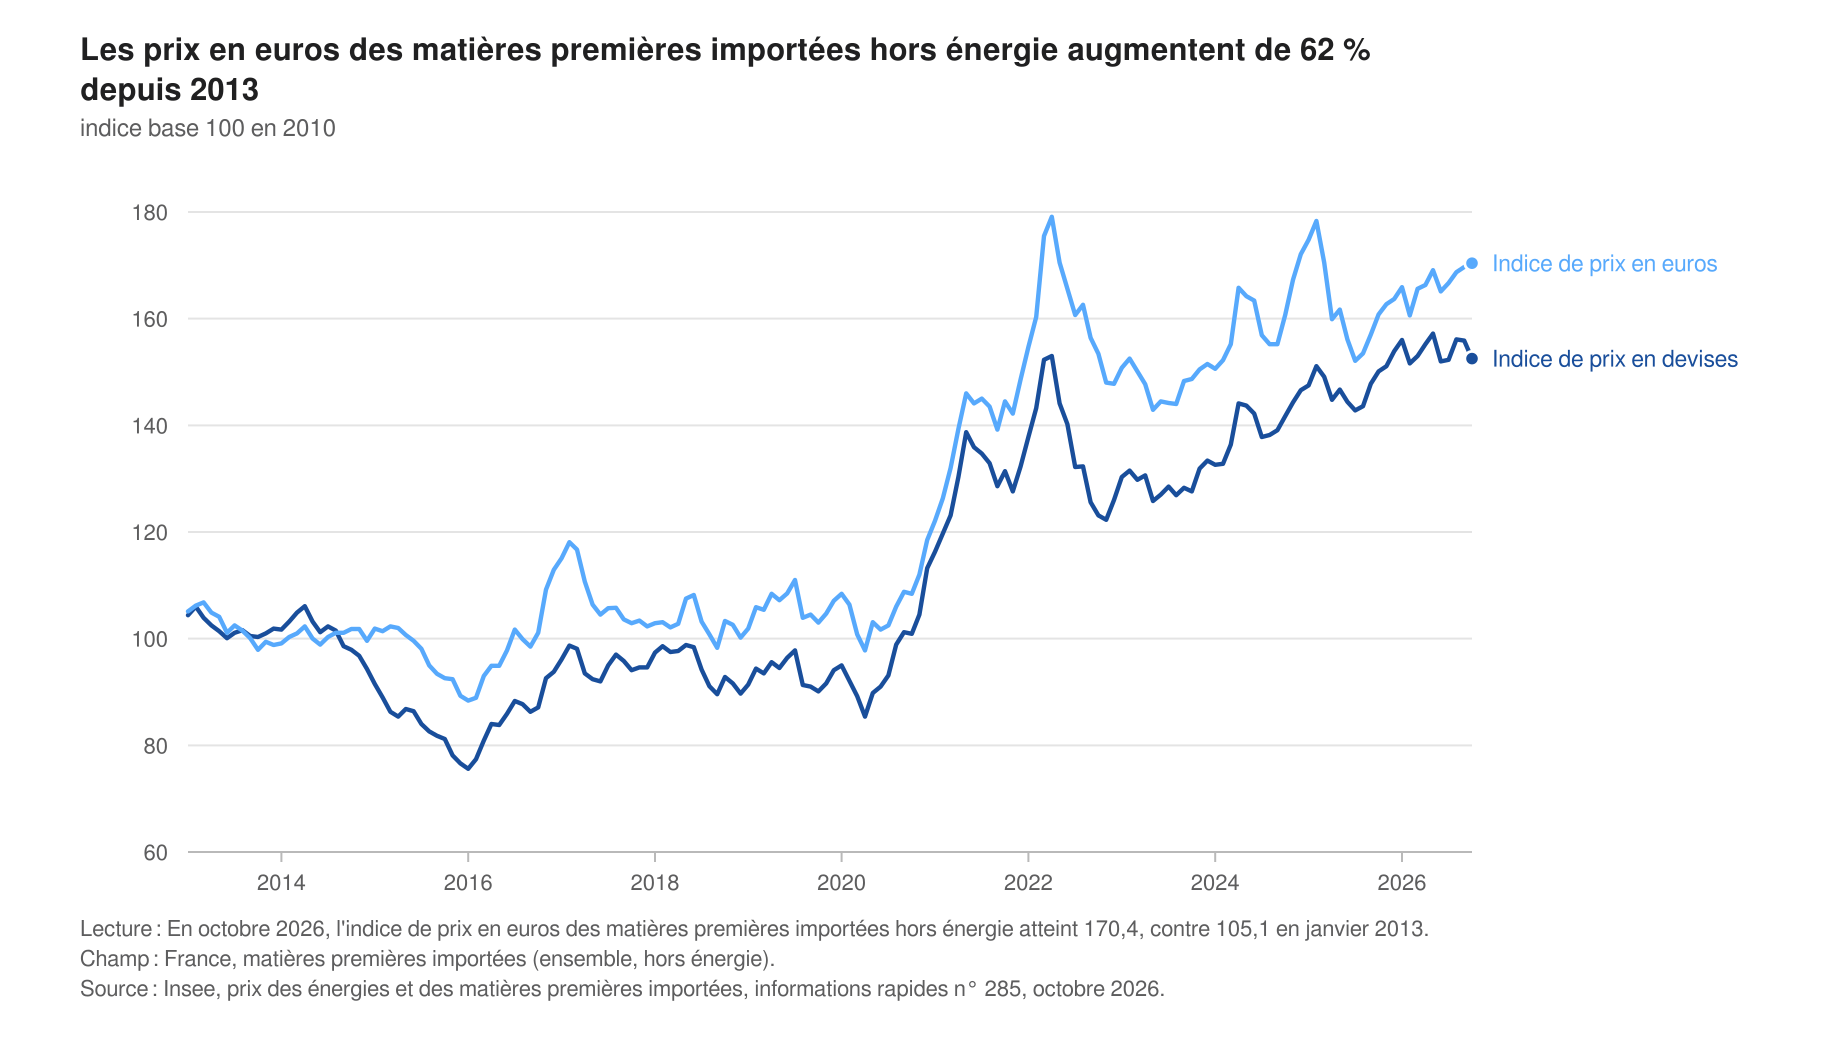 Les prix en euros des matières premières importées hors énergie augmentent de 62 %
depuis 2013
indice base 100 en 2010
180
160
140
120
100
80
60
Indice de prix en euros
Indice de prix en devises
2014 2016 2018 2020 2022 2024 2026
Lecture : En octobre 2026, l'indice de prix en euros des matières premières importées hors énergie atteint 170,4, contre 105,1 en janvier 2013.
Champ : France, matières premières importées (ensemble, hors énergie).
Source : Insee, prix des énergies et des matières premières importées, informations rapides n° 285, octobre 2026.